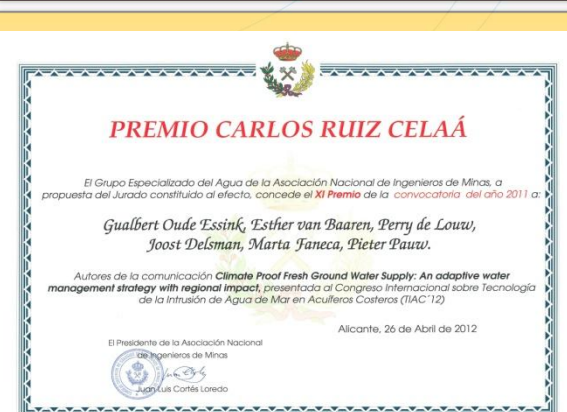 PREMIO CARLOS RUIZ CELAÁ
El Grupo Especializado del Agua de la Asociación Nacional de Ingenieros de Minas, a
propuesta del Jurado constituido al efecto, concede el XI Premio de la convocatoria del año 2011 a:
Gualbert Oude Essink, Esther van Baaren, Perry de Louw,
Joost Delsman, Marta Faneca, Pieter Pauw.
Autores de la comunicación Climate Proof Fresh Ground Water Supply: An adaptive water
management strategy with regional impact, presentada al Congreso Internacional sobre Tecnología
de la Intrusión de Agua de Mar en Acuíferos Costeros (TIAC´12)
Alicante, 26 de Abril de 2012
El Presidente de la Asociación Nacional
de Ingenieros de Minas
Juan Luis Cortés Loredo